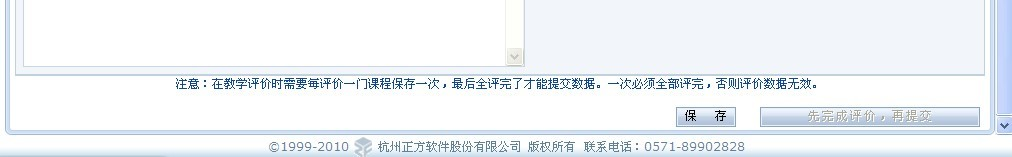 注意：在教学评价时需要每评价一门课程保存一次，最后全评完了才能提交数据。一次必须全部评完，否则评价数据无效。
保 存 先完成评价，再提交
©1999-2010 杭州正方软件股份有限公司 版权所有 联系电话：0571-89902828